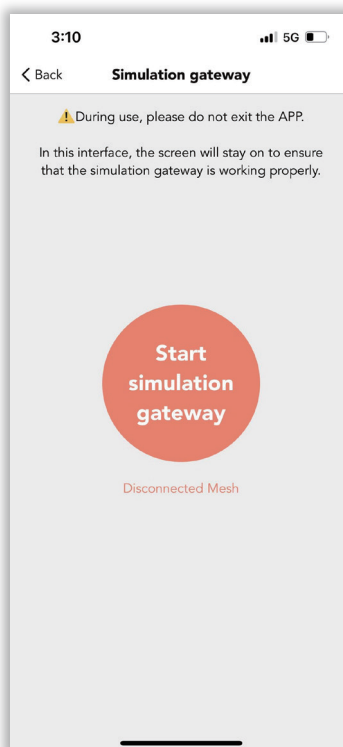 3:10
5G
Back
Simulation gateway
⚠️During use, please do not exit the APP.
In this interface, the screen will stay on to ensure
that the simulation gateway is working properly.
Start
simulation
gateway
Disconnected Mesh